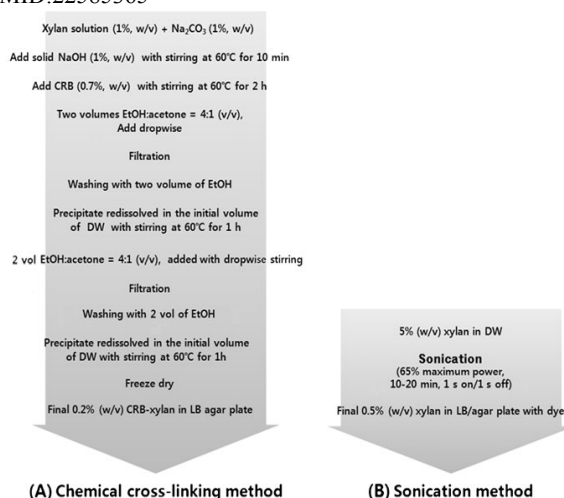 Xylan solution (1%, w/v) + Na₂CO₃ (1%, w/v)
Add solid NaOH (1%, w/v) with stirring at 60℃ for 10 min
Add CRB (0.7%, w/v) with stirring at 60℃ for 2 h
Two volumes EtOH:acetone = 4:1 (v/v),
Add dropwise
Filtration
Washing with two volume of EtOH
Precipitate redissolved in the initial volume
of DW with stirring at 60℃ for 1 h
2 vol EtOH:acetone = 4:1 (v/v), added with dropwise stirring
Filtration
Washing with 2 vol of EtOH
Precipitate redissolved in the initial volume
of DW with stirring at 60℃ for 1h
Freeze dry
Final 0.2% (w/v) CRB-xylan in LB agar plate
(A) Chemical cross-linking method
5% (w/v) xylan in DW
Sonication
(65% maximum power,
10-20 min, 1 s on/1 s off)
Final 0.5% (w/v) xylan in LB/agar plate with dye
(B) Sonication method